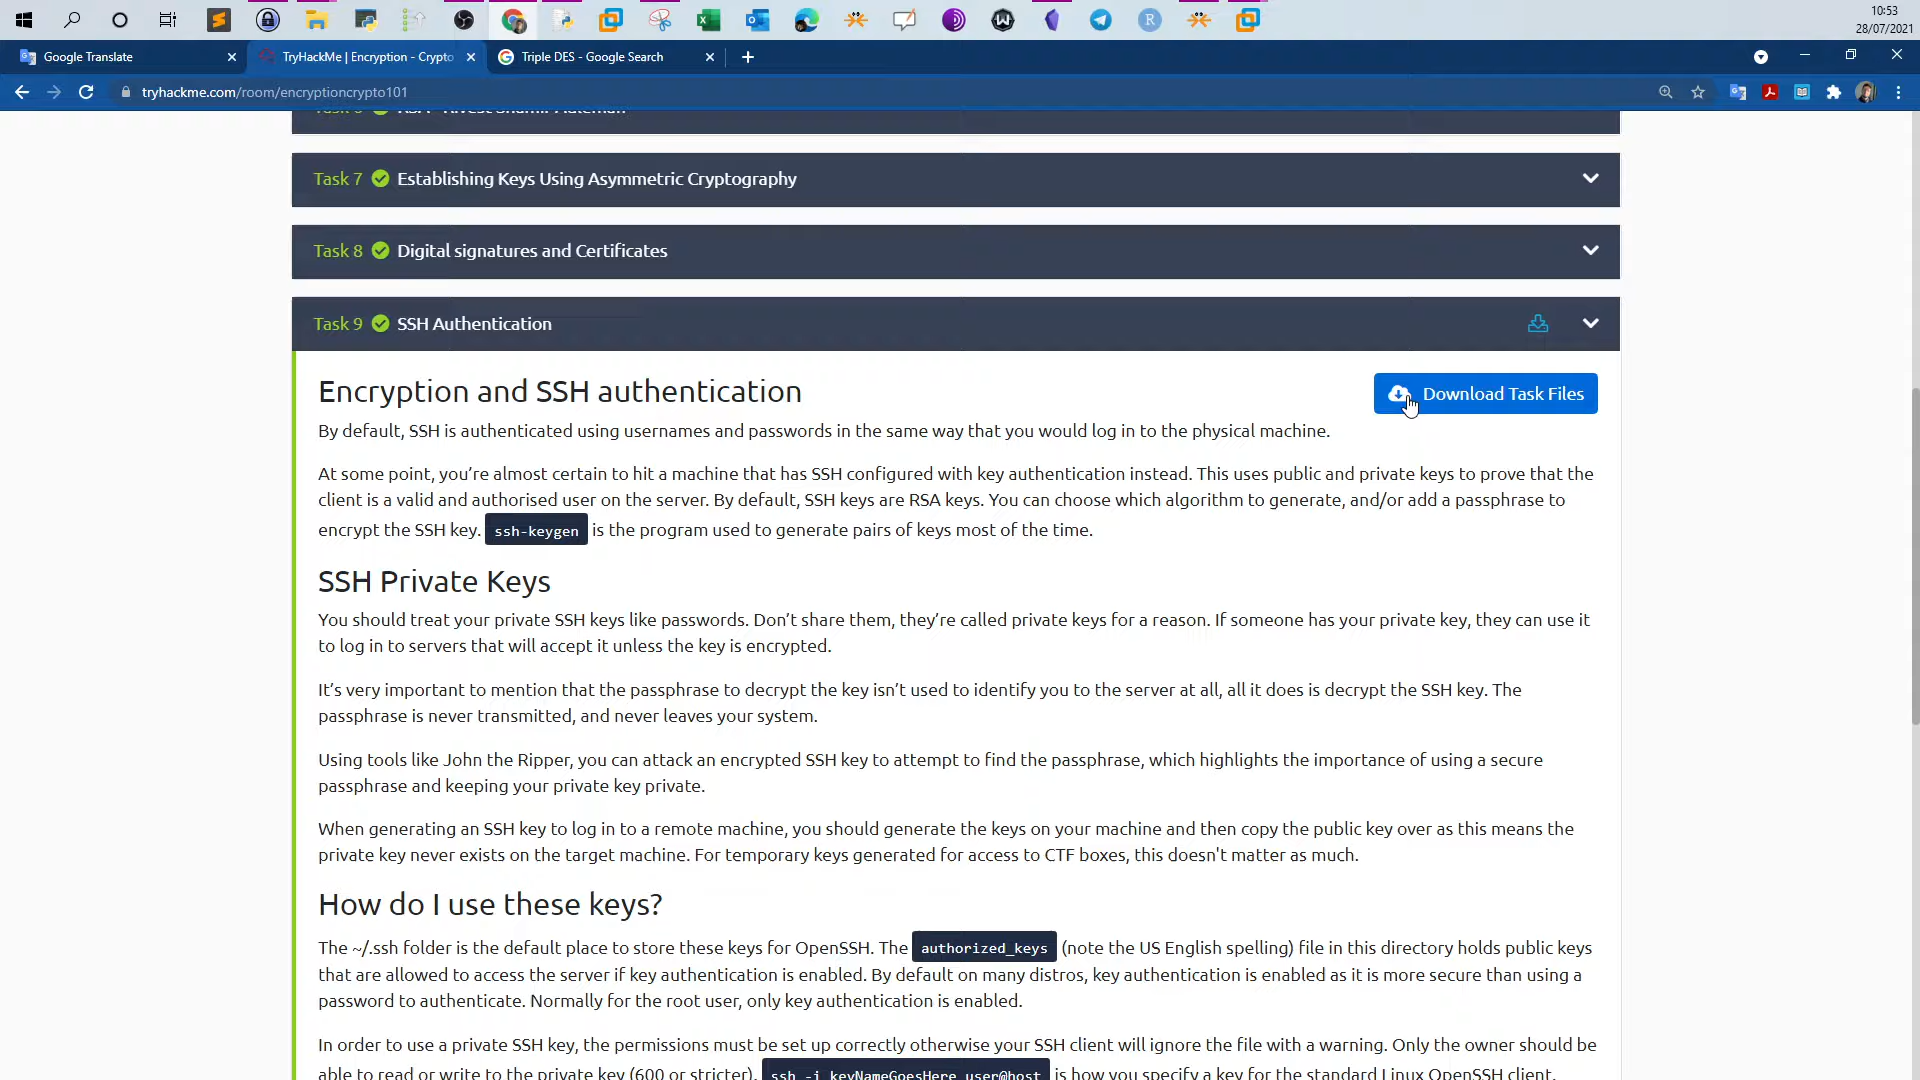 10:53
28/07/2021
Google Translate
TryHackMe | Encryption - Crypto
Triple DES - Google Search
tryhackme.com/room/encryptioncrypto101
Task 7 Establishing Keys Using Asymmetric Cryptography
Task 8 Digital signatures and Certificates
Task 9 SSH Authentication
Encryption and SSH authentication
Download Task Files
By default, SSH is authenticated using usernames and passwords in the same way that you would log in to the physical machine.
At some point, you’re almost certain to hit a machine that has SSH configured with key authentication instead. This uses public and private keys to prove that the
client is a valid and authorised user on the server. By default, SSH keys are RSA keys. You can choose which algorithm to generate, and/or add a passphrase to
encrypt the SSH key. ssh-keygen is the program used to generate pairs of keys most of the time.
SSH Private Keys
You should treat your private SSH keys like passwords. Don’t share them, they’re called private keys for a reason. If someone has your private key, they can use it
to log in to servers that will accept it unless the key is encrypted.
It’s very important to mention that the passphrase to decrypt the key isn’t used to identify you to the server at all, all it does is decrypt the SSH key. The
passphrase is never transmitted, and never leaves your system.
Using tools like John the Ripper, you can attack an encrypted SSH key to attempt to find the passphrase, which highlights the importance of using a secure
passphrase and keeping your private key private.
When generating an SSH key to log in to a remote machine, you should generate the keys on your machine and then copy the public key over as this means the
private key never exists on the target machine. For temporary keys generated for access to CTF boxes, this doesn't matter as much.
How do I use these keys?
The ~/.ssh folder is the default place to store these keys for OpenSSH. The authorized_keys (note the US English spelling) file in this directory holds public keys
that are allowed to access the server if key authentication is enabled. By default on many distros, key authentication is enabled as it is more secure than using a
password to authenticate. Normally for the root user, only key authentication is enabled.
In order to use a private SSH key, the permissions must be set up correctly otherwise your SSH client will ignore the file with a warning. Only the owner should be
able to read or write to the private key (600 or stricter). ssh -i keyNameGoesHere user@host is how you specify a key for the standard Linux OpenSSH client.